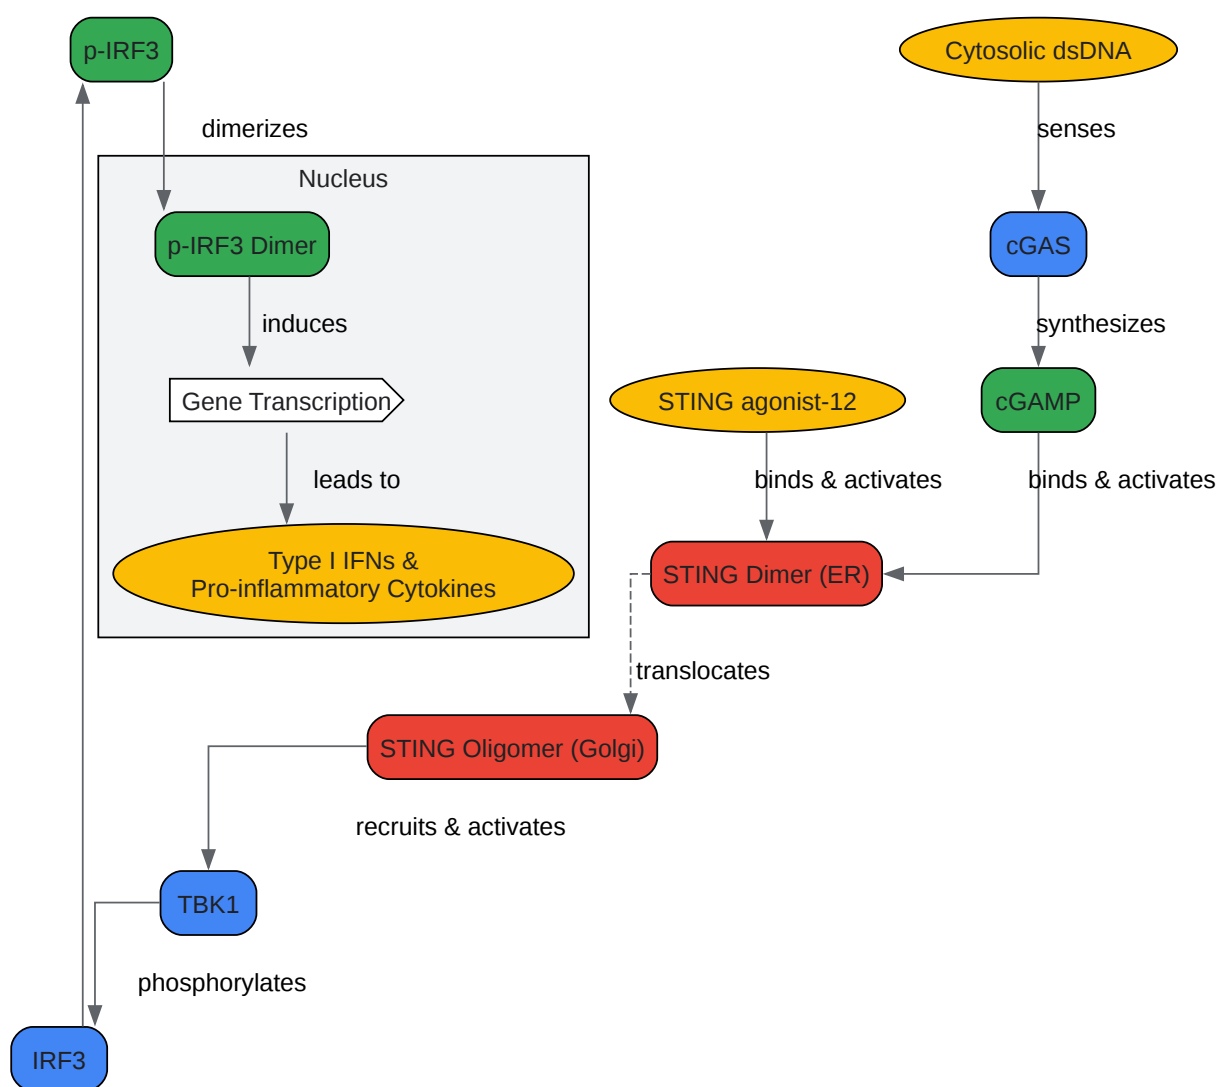 p-IRF3
Cytosolic dsDNA
dimerizes
senses
Nucleus
p-IRF3 Dimer
cGAS
induces
synthesizes
Gene Transcription
STING agonist-12
cGAMP
leads to
binds & activates
binds & activates
Type I IFNs &
Pro-inflammatory Cytokines
STING Dimer (ER)
translocates
STING Oligomer (Golgi)
recruits & activates
TBK1
phosphorylates
IRF3